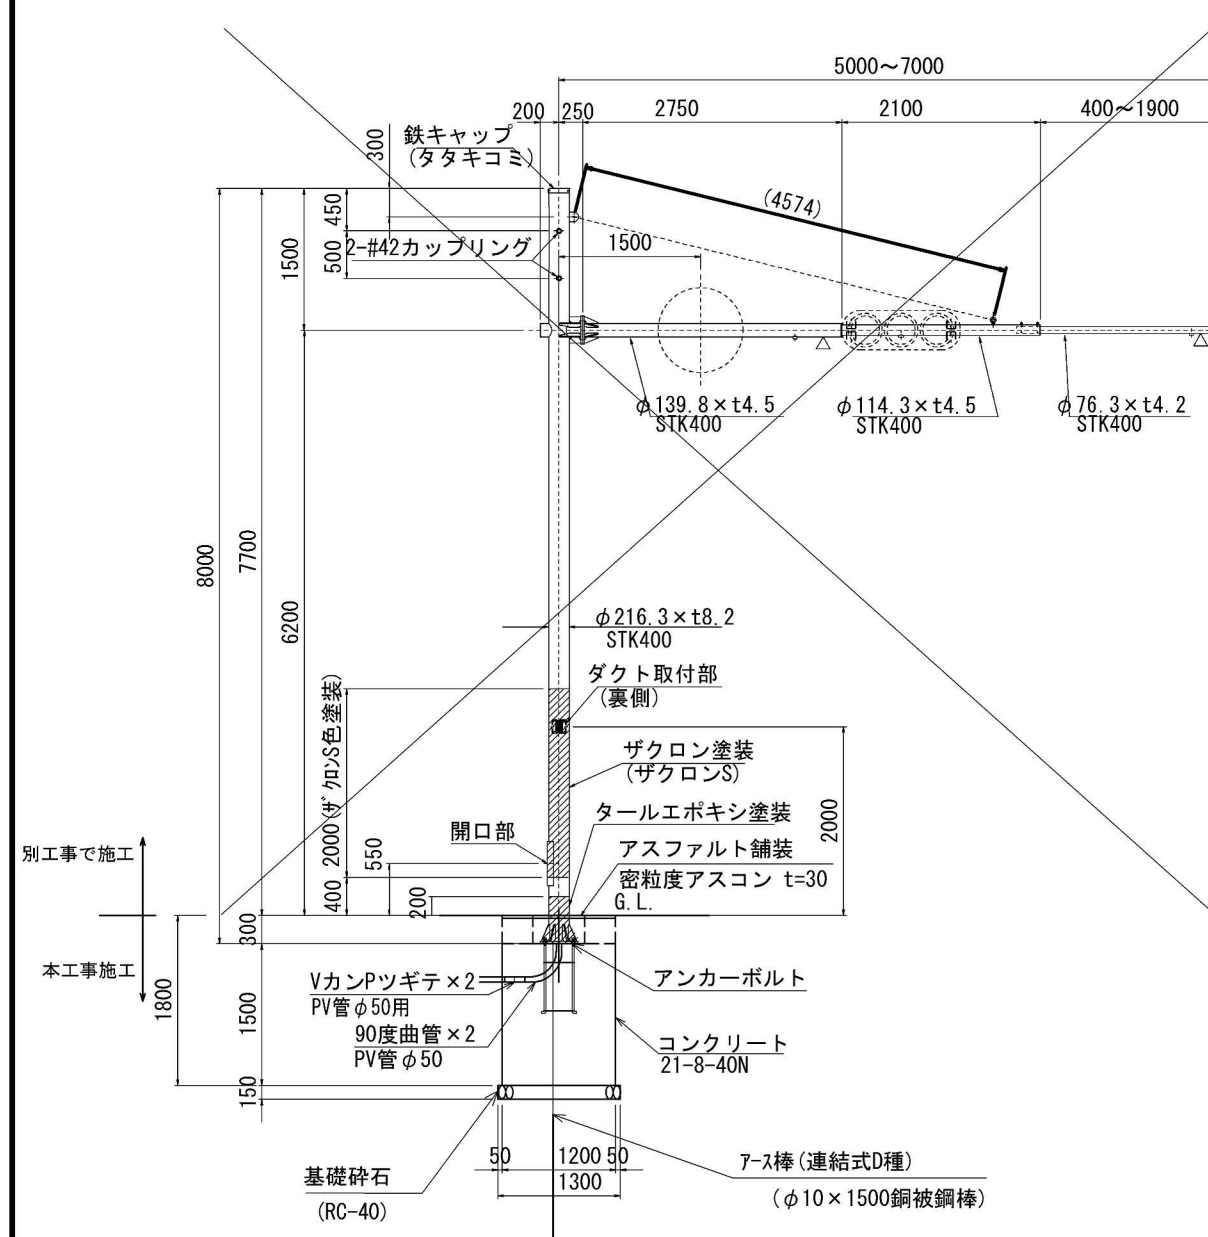 5000～7000
200 250 2750 2100 400～1900
300
鉄キャップ
(タタキコミ)
(4574)
450
1500
500
2-#42カップリング
1500
φ139.8×t4.5
STK400
φ114.3×t4.5
STK400
φ76.3×t4.2
STK400
8000
7700
6200
φ216.3×t8.2
STK400
ダクト取付部
(裏側)
2000(ザクロンS色塗装)
ザクロン塗装
(ザクロンS)
2000
タールエポキシ塗装
開口部
550
アスファルト舗装
密粒度アスコン t=30
G.L.
400
200
別工事で施工
本工事施工
300
アンカーボルト
VカンPツギテ×2
PV管φ50用
90度曲管×2
PV管φ50
1800
1500
コンクリート
21-8-40N
150
50 1200 50
1300
基礎砕石
(RC-40)
アース棒(連結式D種)
(φ10×1500銅被鋼棒)